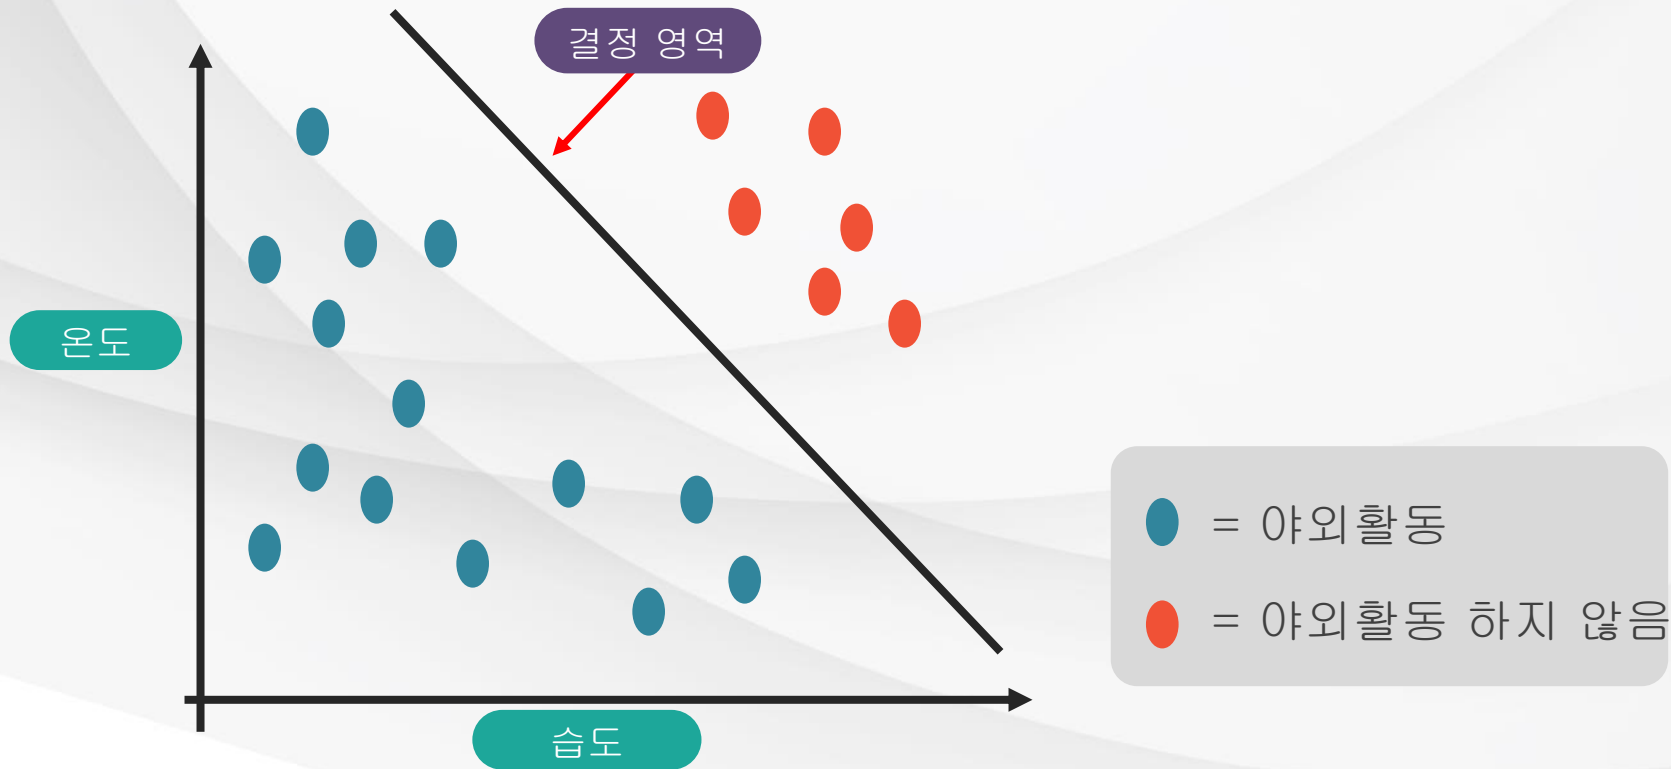 결정 영역
온도
= 야외활동
= 야외활동 하지 않음
습도